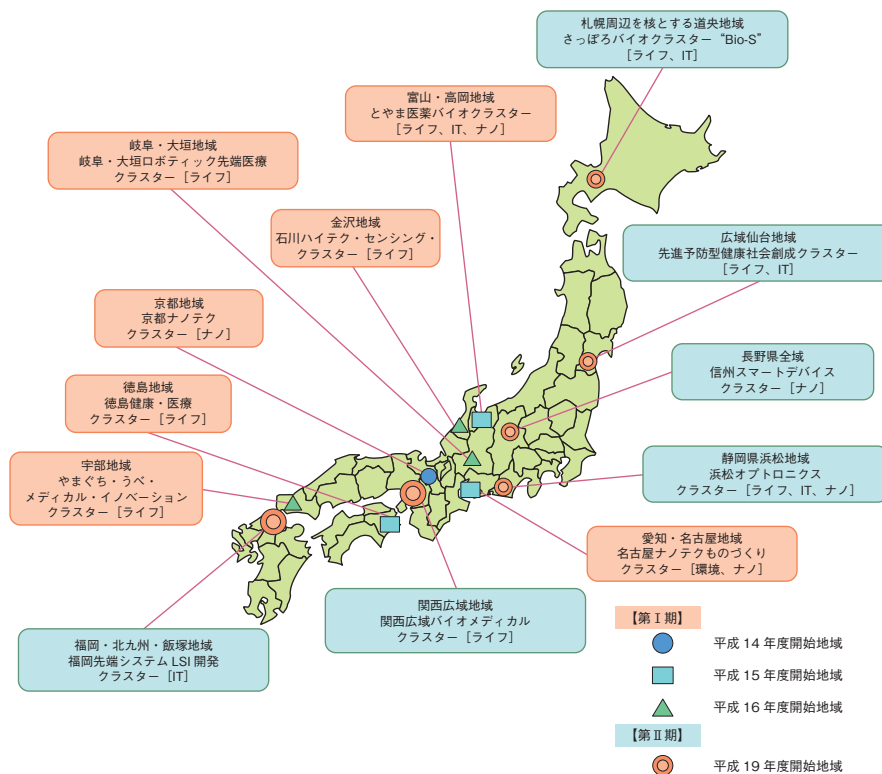 札幌周辺を核とする道央地域
さっぽろバイオクラスター“Bio-S”
[ライフ、IT]
富山・高岡地域
とやま医薬バイオクラスター
[ライフ、IT、ナノ]
岐阜・大垣地域
岐阜・大垣ロボティック先端医療
クラスター［ライフ］
金沢地域
石川ハイテク・センシング・
クラスター［ライフ］
広域仙台地域
先進予防型健康社会創成クラスター
[ライフ、IT]
京都地域
京都ナノテク
クラスター［ナノ］
長野県全域
信州スマートデバイス
クラスター［ナノ］
徳島地域
徳島健康・医療
クラスター［ライフ］
宇部地域
やまぐち・うべ・
メディカル・イノベーション
クラスター［ライフ］
静岡県浜松地域
浜松オプトロニクス
クラスター［ライフ、IT、ナノ］
愛知・名古屋地域
名古屋ナノテクものづくり
クラスター［環境、ナノ］
関西広域地域
関西広域バイオメディカル
クラスター［ライフ］
福岡・北九州・飯塚地域
福岡先端システム LSI 開発
クラスター［IT］
【第Ⅰ期】
平成 14 年度開始地域
平成 15 年度開始地域
平成 16 年度開始地域
【第Ⅱ期】
平成 19 年度開始地域